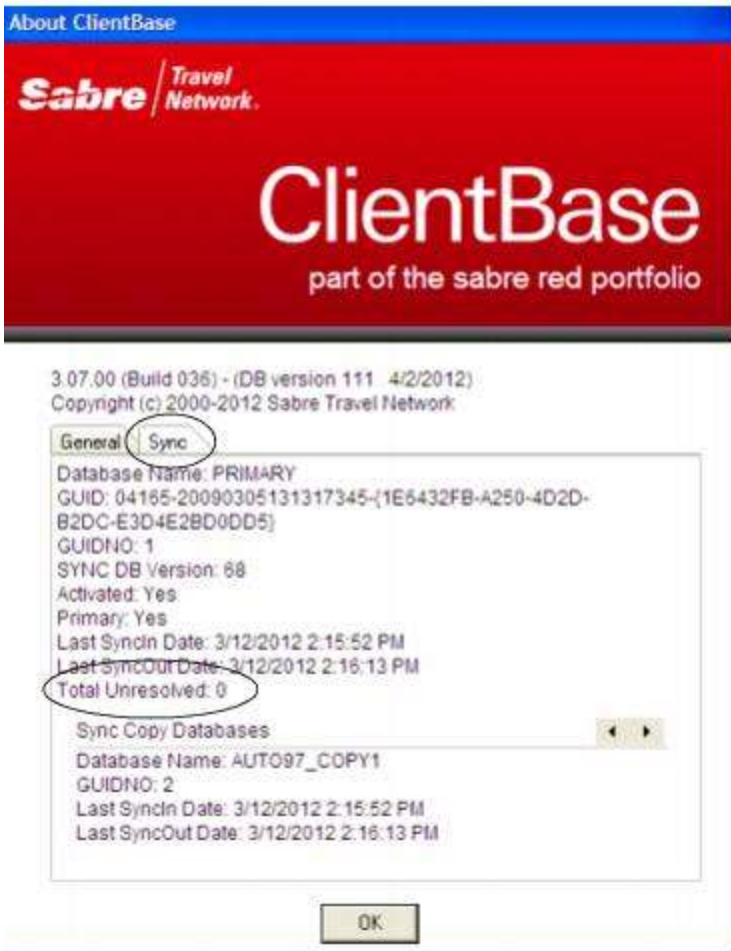 About ClientBase
Sabre Travel
Network.
ClientBase
part of the sabre red portfolio
3.07.00 (Build 036) - (DB version 111 4/2/2012)
Copyright (c) 2000-2012 Sabre Travel Network
General Sync
Database Name: PRIMARY
GUID: 04165-20090305131317345-{1E6432FB-A250-4D2D-
B2DC-E3D4E2BD0DD5}
GUIDNO: 1
SYNC DB Version: 68
Activated: Yes
Primary: Yes
Last SyncIn Date: 3/12/2012 2:15:52 PM
Last SyncOut Date: 3/12/2012 2:16:13 PM
Total Unresolved: 0
Sync Copy Databases
Database Name: AUTO97_COPY1
GUIDNO: 2
Last SyncIn Date: 3/12/2012 2:15:52 PM
Last SyncOut Date: 3/12/2012 2:16:13 PM
OK